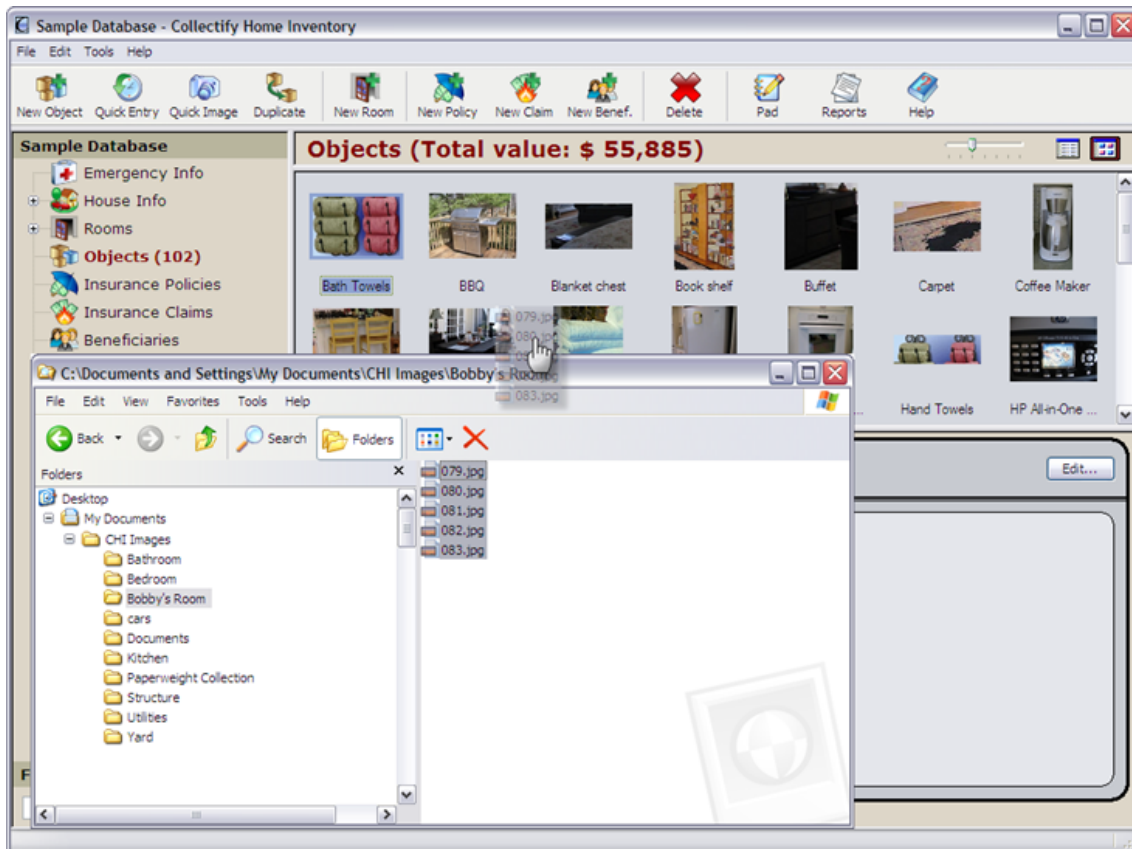 Sample Database - Collectify Home Inventory
File Edit Tools Help
New Object Quick Entry Quick Image Duplicate New Room New Policy New Claim New Benef. Delete Pad Reports Help
Sample Database
Emergency Info
House Info
Rooms
Objects (102)
Insurance Policies
Insurance Claims
Beneficiaries
Objects (Total value: $ 55,885)
Bath Towels BBQ Blanket chest Book shelf Buffet Carpet Coffee Maker
079.jpg
080.jpg
083.jpg
Hand Towels HP All-in-One ...
Edit...
C:\Documents and Settings\My Documents\CHI Images\Bobby's Room
File Edit View Favorites Tools Help
Back Search Folders
Folders
Desktop
My Documents
CHI Images
Bathroom
Bedroom
Bobby's Room
cars
Documents
Kitchen
Paperweight Collection
Structure
Utilities
Yard
079.jpg
080.jpg
081.jpg
082.jpg
083.jpg